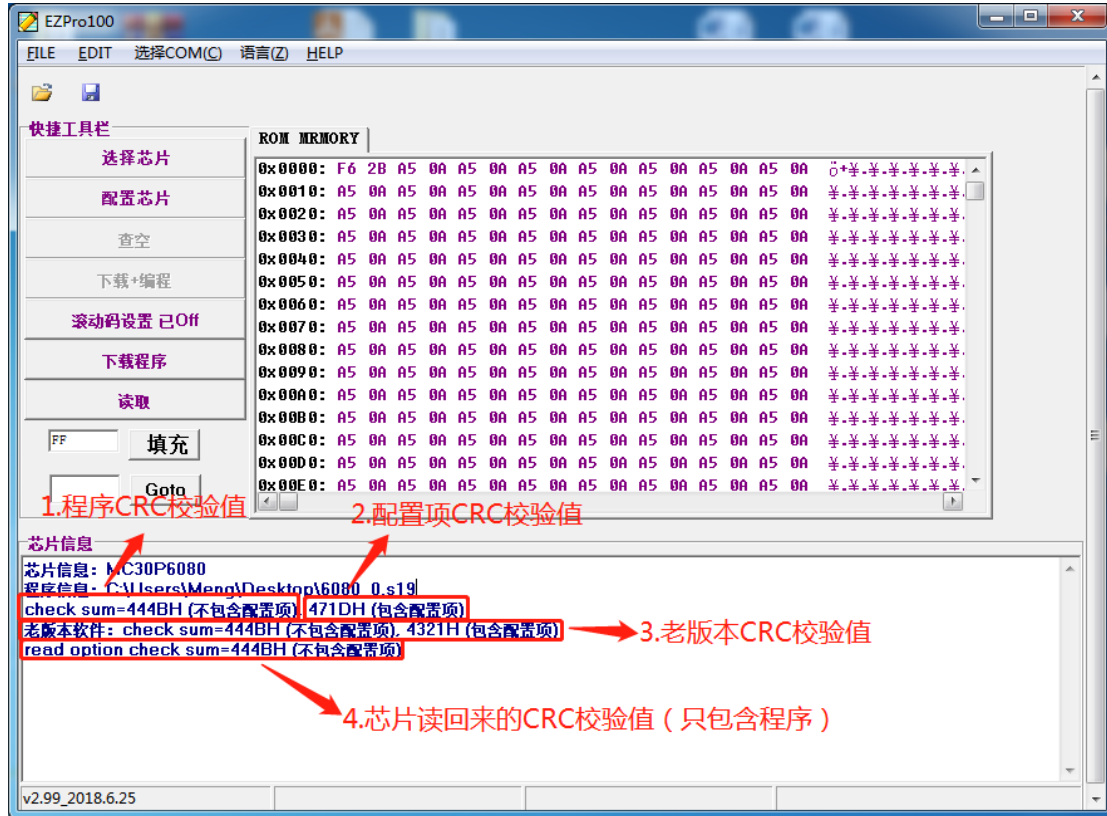 EZPro100
FILE EDIT 选择COM(C) 语言(Z) HELP
快捷工具栏
选择芯片
配置芯片
查空
下载+编程
滚动码设置 已Off
下载程序
读取
FF 填充
Goto
ROM MRMORY
0x0000: F6 2B A5 0A A5 0A A5 0A A5 0A A5 0A A5 0A A5 0A ö+¥.¥.¥.¥.¥.¥.¥.
0x0010: A5 0A A5 0A A5 0A A5 0A A5 0A A5 0A A5 0A A5 0A ¥.¥.¥.¥.¥.¥.¥.
0x0020: A5 0A A5 0A A5 0A A5 0A A5 0A A5 0A A5 0A A5 0A ¥.¥.¥.¥.¥.¥.¥.
0x0030: A5 0A A5 0A A5 0A A5 0A A5 0A A5 0A A5 0A A5 0A ¥.¥.¥.¥.¥.¥.¥.
0x0040: A5 0A A5 0A A5 0A A5 0A A5 0A A5 0A A5 0A A5 0A ¥.¥.¥.¥.¥.¥.¥.
0x0050: A5 0A A5 0A A5 0A A5 0A A5 0A A5 0A A5 0A A5 0A ¥.¥.¥.¥.¥.¥.¥.
0x0060: A5 0A A5 0A A5 0A A5 0A A5 0A A5 0A A5 0A A5 0A ¥.¥.¥.¥.¥.¥.¥.
0x0070: A5 0A A5 0A A5 0A A5 0A A5 0A A5 0A A5 0A A5 0A ¥.¥.¥.¥.¥.¥.¥.
0x0080: A5 0A A5 0A A5 0A A5 0A A5 0A A5 0A A5 0A A5 0A ¥.¥.¥.¥.¥.¥.¥.
0x0090: A5 0A A5 0A A5 0A A5 0A A5 0A A5 0A A5 0A A5 0A ¥.¥.¥.¥.¥.¥.¥.
0x00A0: A5 0A A5 0A A5 0A A5 0A A5 0A A5 0A A5 0A A5 0A ¥.¥.¥.¥.¥.¥.¥.
0x00B0: A5 0A A5 0A A5 0A A5 0A A5 0A A5 0A A5 0A A5 0A ¥.¥.¥.¥.¥.¥.¥.
0x00C0: A5 0A A5 0A A5 0A A5 0A A5 0A A5 0A A5 0A A5 0A ¥.¥.¥.¥.¥.¥.¥.
0x00D0: A5 0A A5 0A A5 0A A5 0A A5 0A A5 0A A5 0A A5 0A ¥.¥.¥.¥.¥.¥.¥.
0x00E0: A5 0A A5 0A A5 0A A5 0A A5 0A A5 0A A5 0A A5 0A ¥.¥.¥.¥.¥.¥.¥.
1.程序CRC校验值
2.配置项CRC校验值
芯片信息
芯片信息: MC30P6080
程序信息: C:\Users\Meng\Desktop\6080_0.s19
check sum=444BH (不包含配置项), 471DH (包含配置项)
老版本软件: check sum=444BH (不包含配置项), 4321H (包含配置项)
3.老版本CRC校验值
read option check sum=444BH (不包含配置项)
4.芯片读回来的CRC校验值（只包含程序）
v2.99_2018.6.25